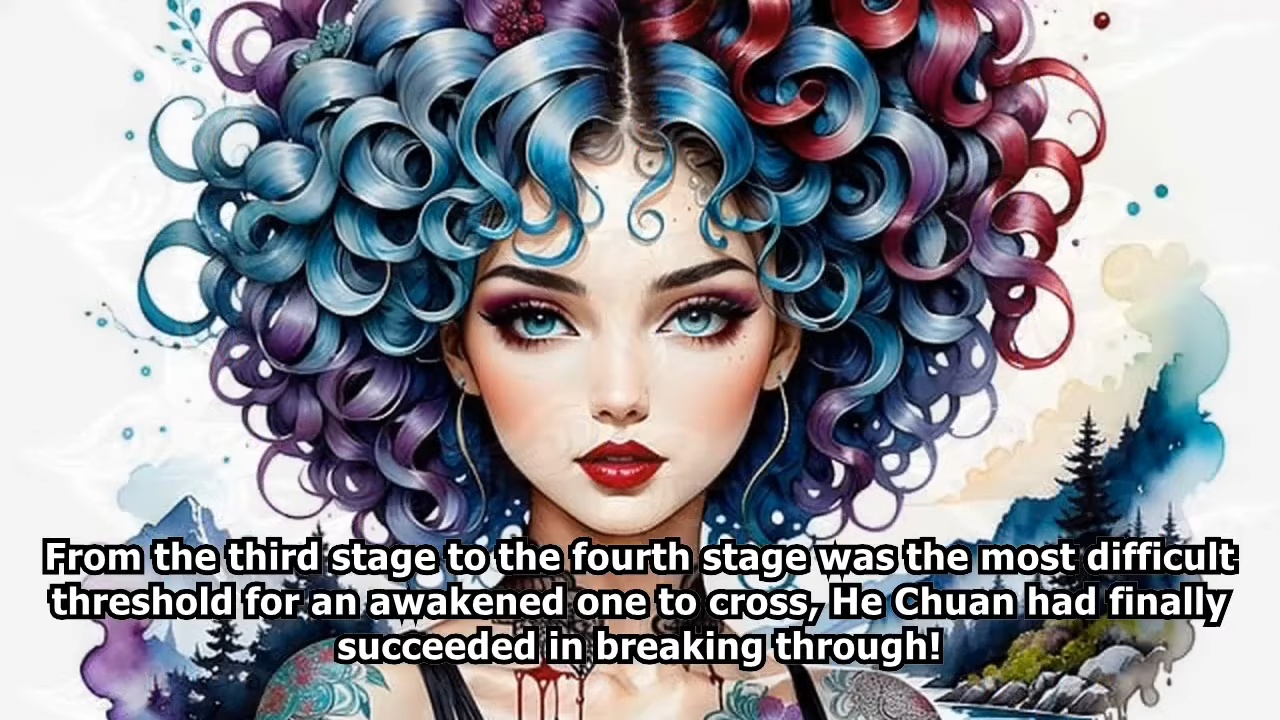 From the third stage to the fourth stage was the most difficult
threshold for an awakened one to cross, He Chuan had finally
succeeded in breaking through!